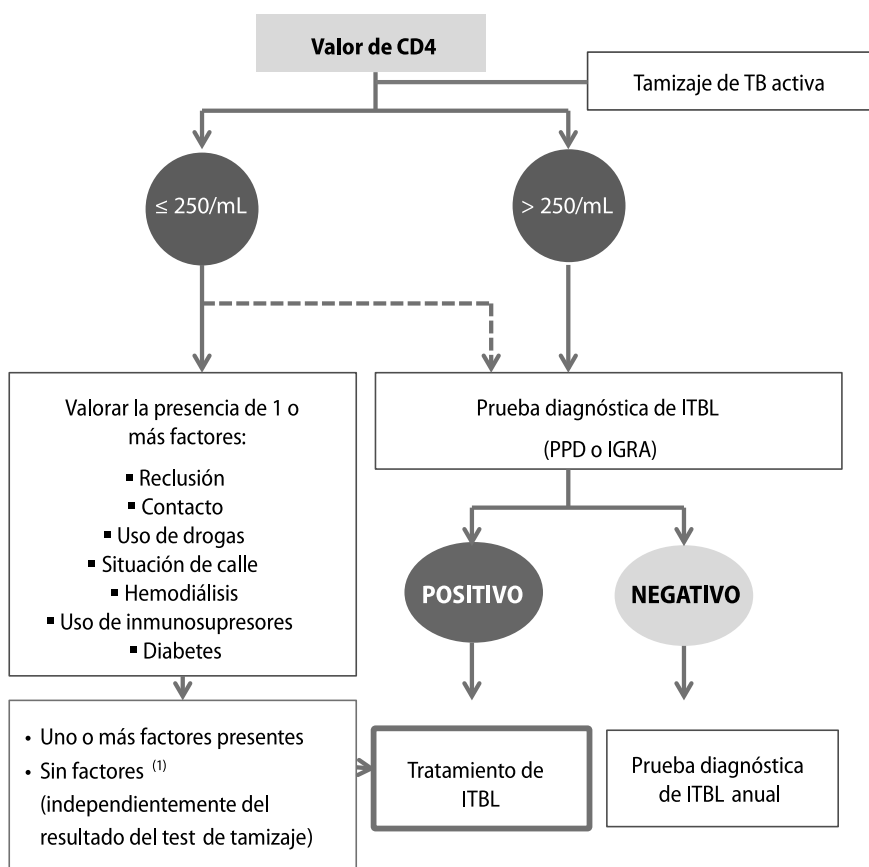 Valor de CD4
Tamizaje de TB activa
≤ 250/mL
> 250/mL
Valorar la presencia de 1 o
más factores:
▪ Reclusión
▪ Contacto
▪ Uso de drogas
▪ Situación de calle
▪ Hemodiálisis
▪ Uso de inmunosupresores
▪ Diabetes
Prueba diagnóstica de ITBL
(PPD o IGRA)
POSITIVO
NEGATIVO
• Uno o más factores presentes
• Sin factores (1)
(independientemente del
resultado del test de tamizaje)
Tratamiento de
ITBL
Prueba diagnóstica
de ITBL anual